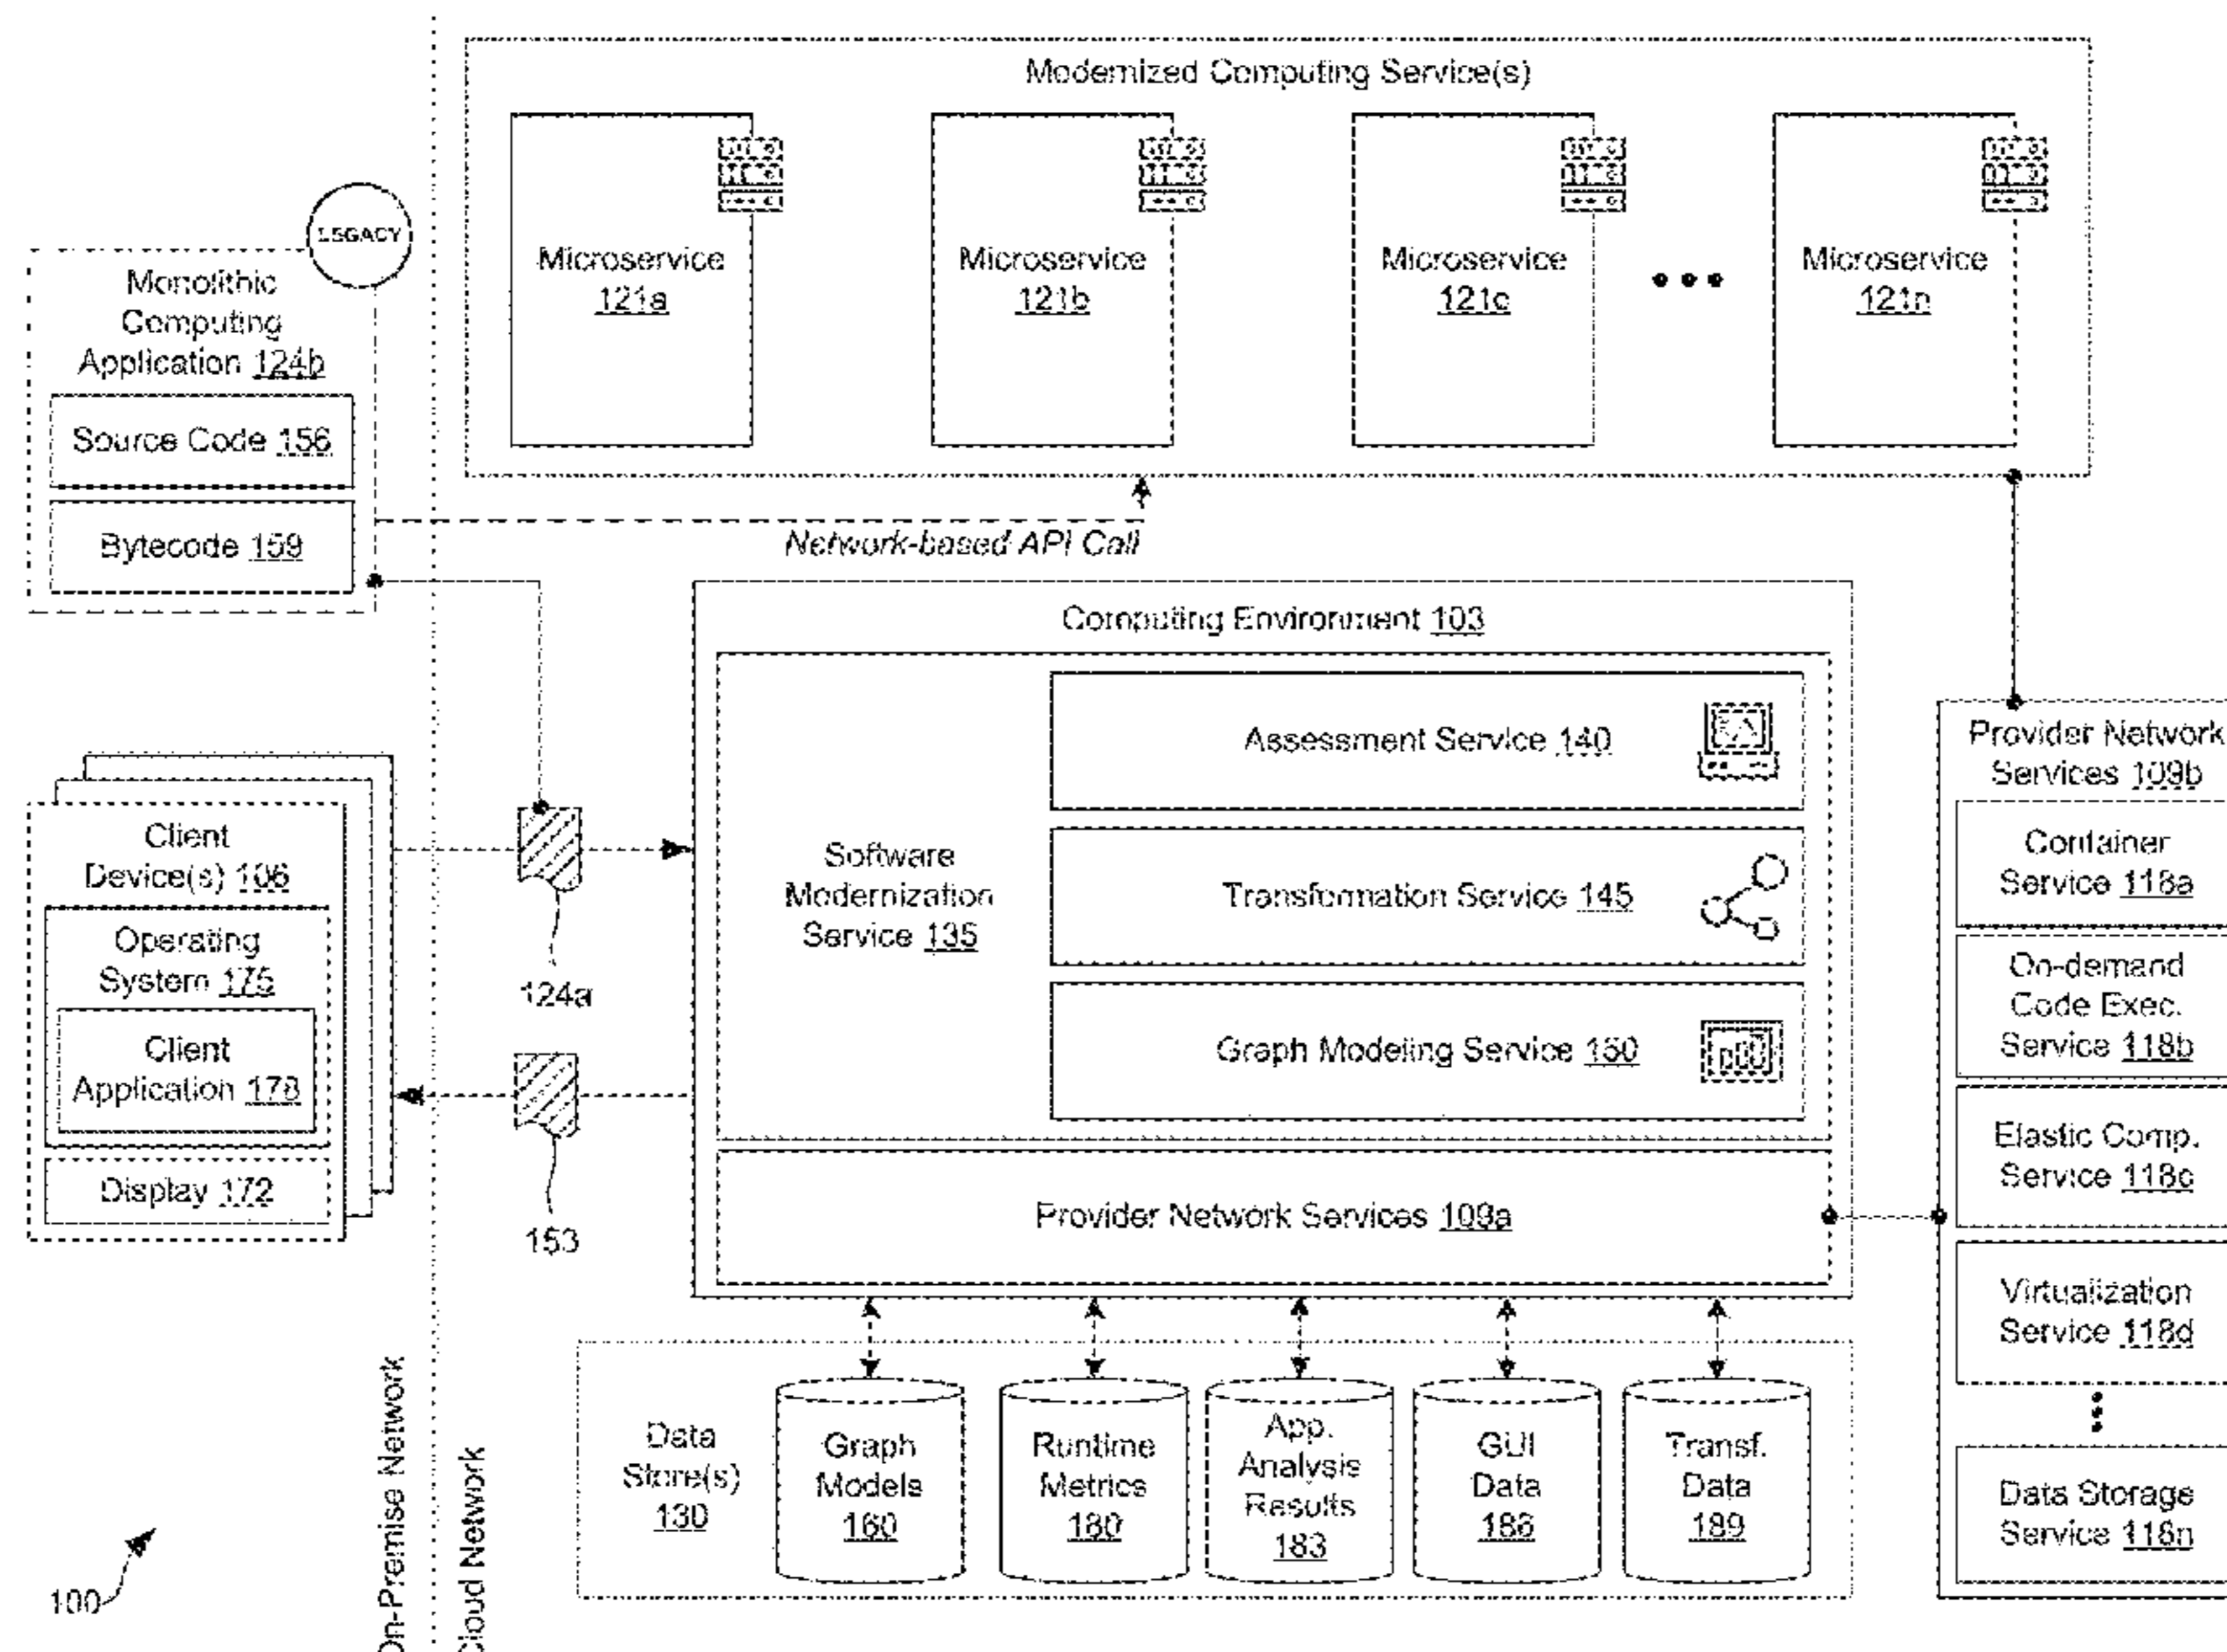 Modernized Computing Service(s)
Microservice
121a
Microservice
121b
Microservice
121c
Microservice
121n
LEGACY
Monolithic
Computing
Application 124b
Source Code 156
Bytecode 159
Network-based API Call
Computing Environment 103
Software
Modernization
Service 135
Assessment Service 140
Transformation Service 145
Graph Modeling Service 150
Provider Network Services 109a
Client
Device(s) 106
Operating
System 175
Client
Application 178
Display 172
124a
153
Provider Network
Services 109b
Container
Service 118a
On-demand
Code Exec.
Service 118b
Elastic Comp.
Service 118c
Virtualization
Service 118d
Data Storage
Service 118n
Data
Store(s)
130
Graph
Models
160
Runtime
Metrics
180
App.
Analysis
Results
183
GUI
Data
186
Transf.
Data
189
On-Premise Network
Cloud Network
100